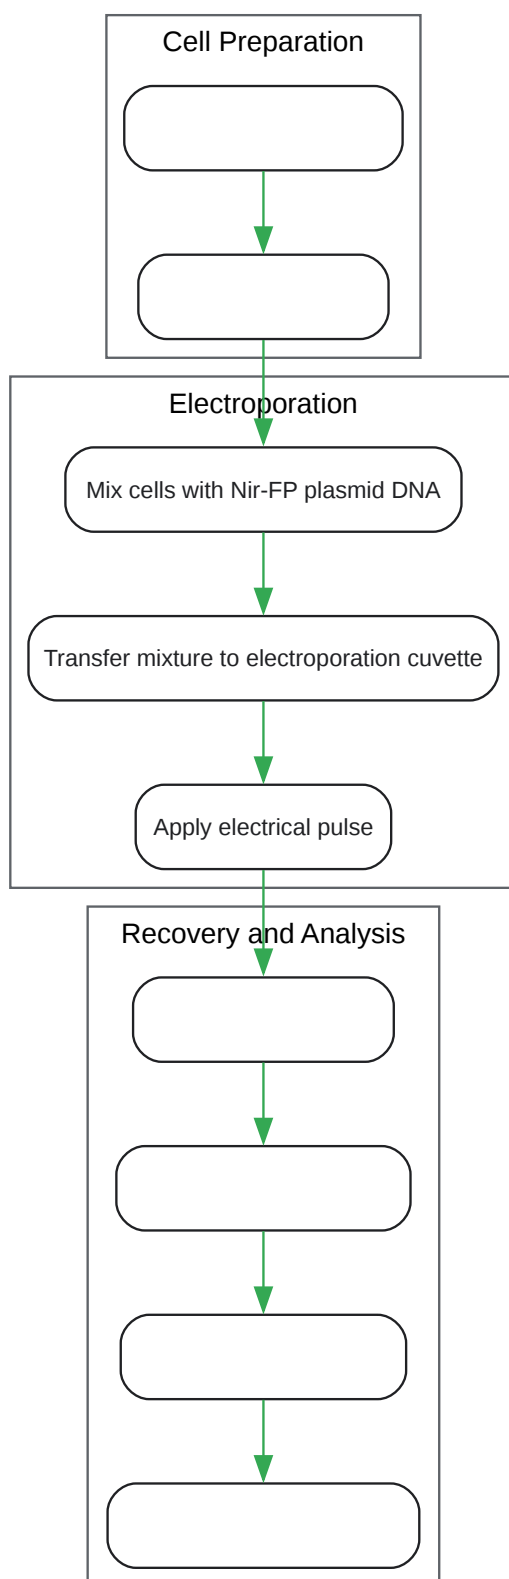 Cell Preparation
Electroporation
Mix cells with Nir-FP plasmid DNA
Transfer mixture to electroporation cuvette
Apply electrical pulse
Recovery and Analysis